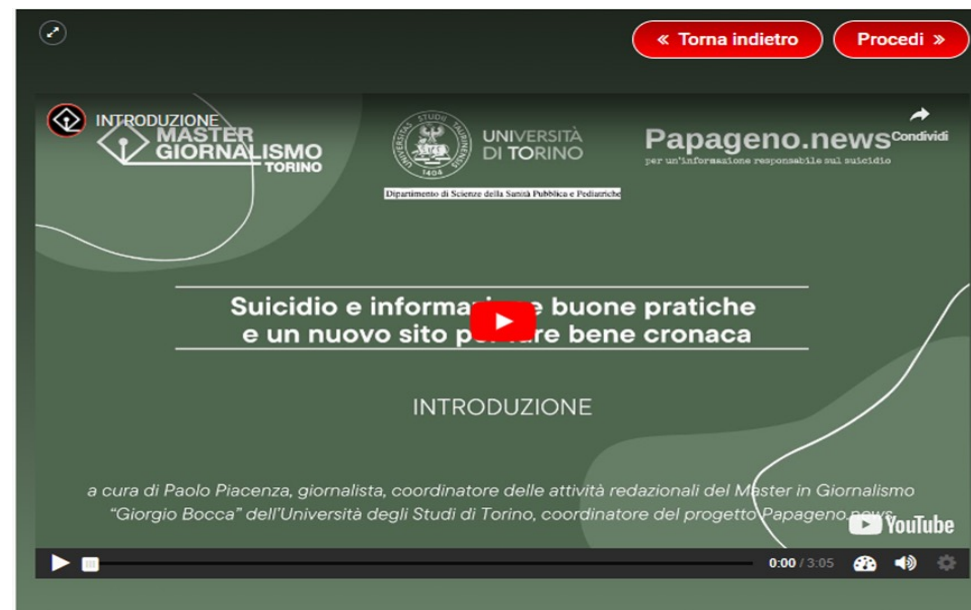 « Torna indietro
Procedi »
INTRODUZIONE
Condividi
MASTER
GIORNALISMO
TORINO
UNIVERSITÀ
DI TORINO
Dipartimento di Scienze della Sanità Pubblica e Pediatriche
Papageno.news
per un'informazione responsabile sul suicidio
Suicidio e buone pratiche
e un nuovo sito bene cronaca
INTRODUZIONE
a cura di Paolo Piacenza, giornalista, coordinatore delle attività redazionali del Master in Giornalismo
“Giorgio Bocca” dell’Università degli Studi di Torino, coordinatore del progetto Papageno.news
YouTube
0:00 / 3:05